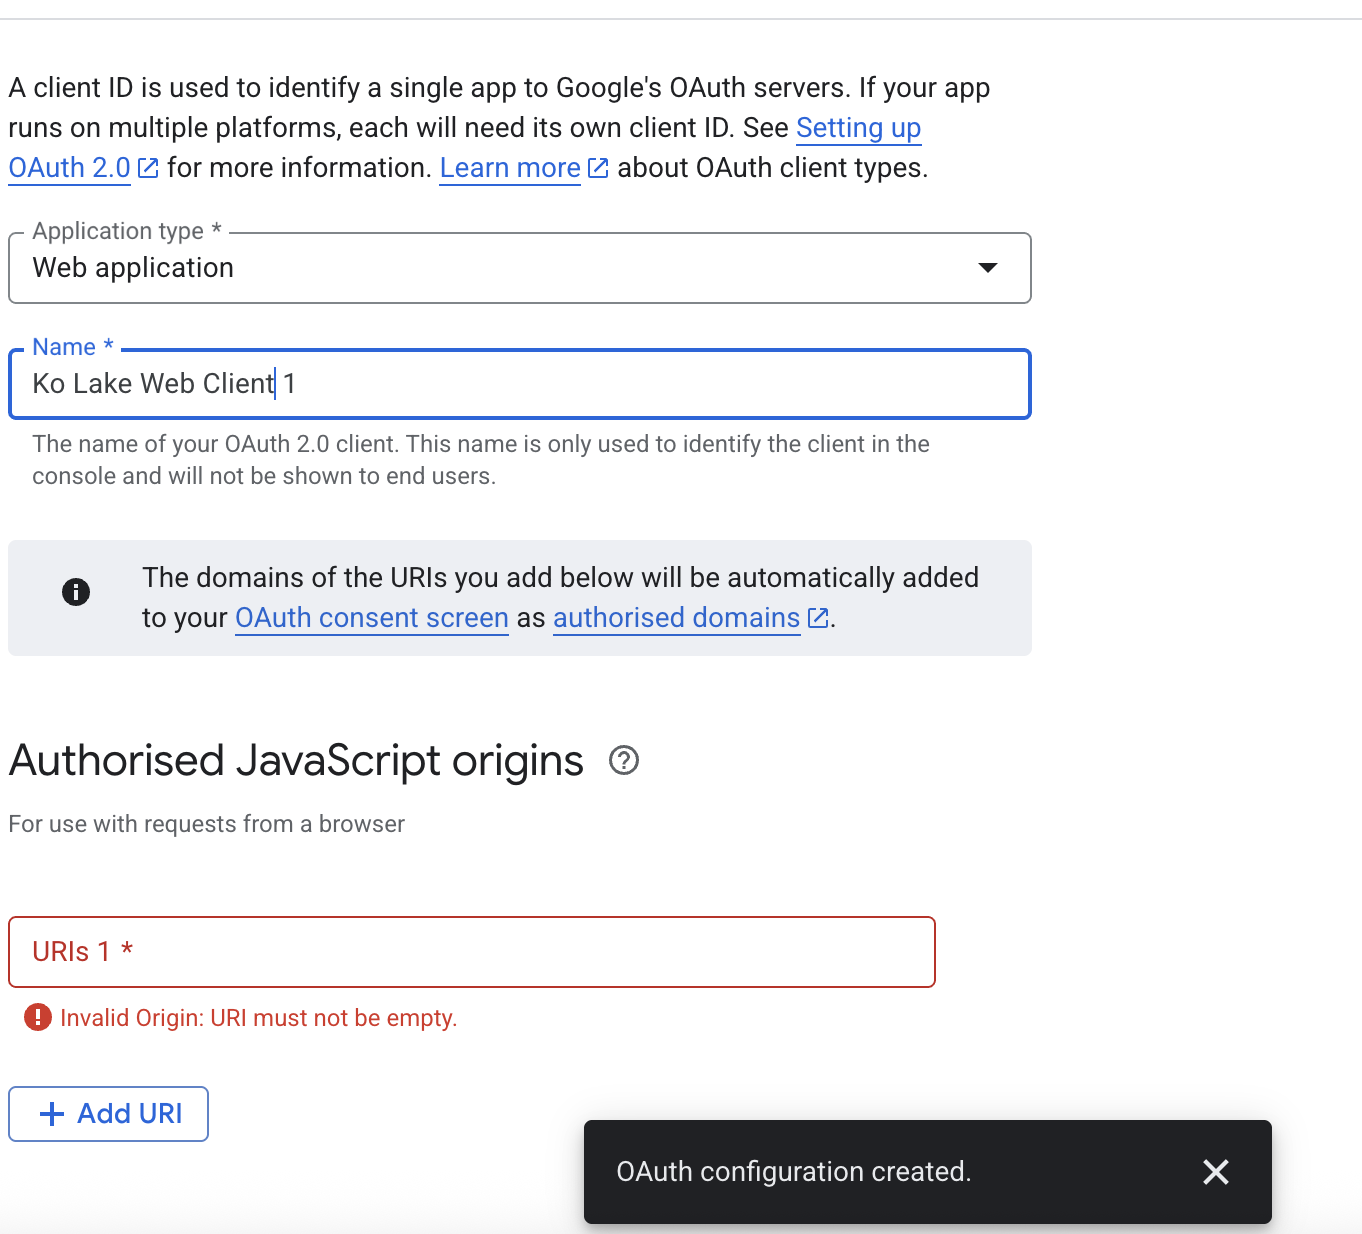 A client ID is used to identify a single app to Google's OAuth servers. If your app
runs on multiple platforms, each will need its own client ID. See Setting up
OAuth 2.0 for more information. Learn more about OAuth client types.
Application type *
Web application
Name *
Ko Lake Web Client 1
The name of your OAuth 2.0 client. This name is only used to identify the client in the
console and will not be shown to end users.
The domains of the URIs you add below will be automatically added
to your OAuth consent screen as authorised domains.
Authorised JavaScript origins
For use with requests from a browser
URIs 1 *
Invalid Origin: URI must not be empty.
+ Add URI
OAuth configuration created.